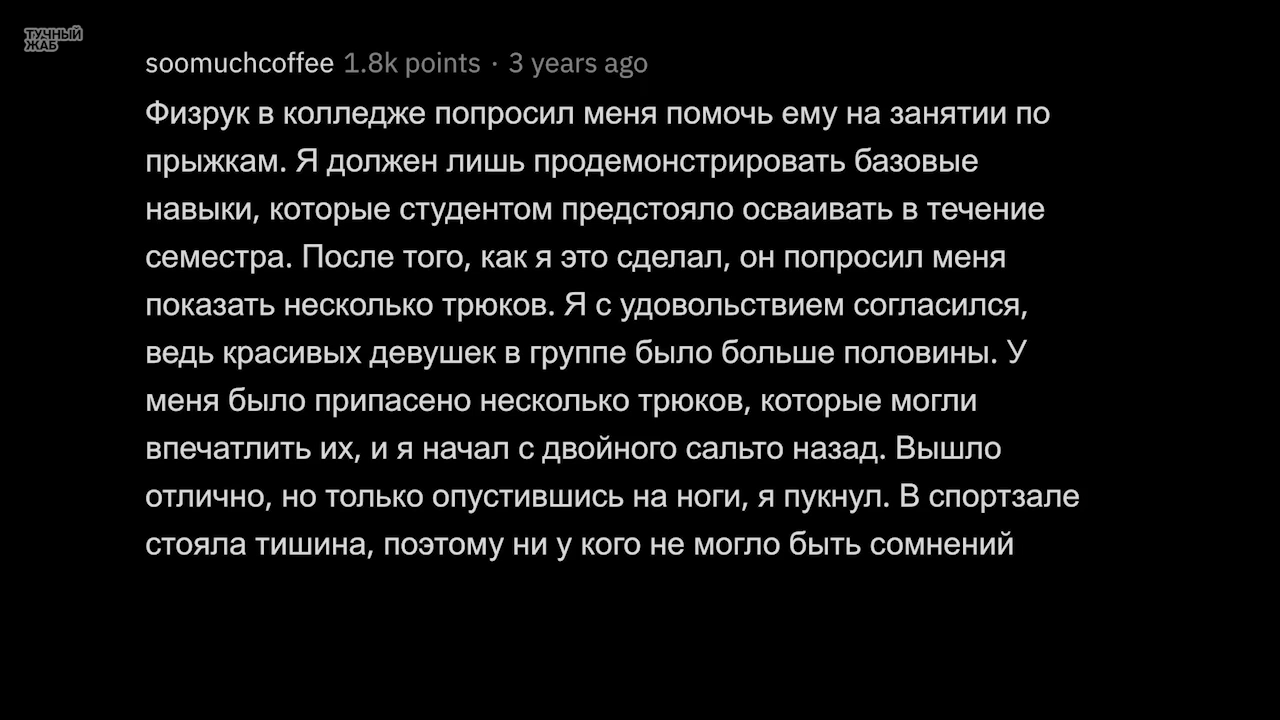 ТУЧНЫЙ
ЖАБ
soomuchcoffee 1.8k points · 3 years ago
Физрук в колледже попросил меня помочь ему на занятии по
прыжкам. Я должен лишь продемонстрировать базовые
навыки, которые студентом предстояло осваивать в течение
семестра. После того, как я это сделал, он попросил меня
показать несколько трюков. Я с удовольствием согласился,
ведь красивых девушек в группе было больше половины. У
меня было припасено несколько трюков, которые могли
впечатлить их, и я начал с двойного сальто назад. Вышло
отлично, но только опустившись на ноги, я пукнул. В спортзале
стояла тишина, поэтому ни у кого не могло быть сомнений